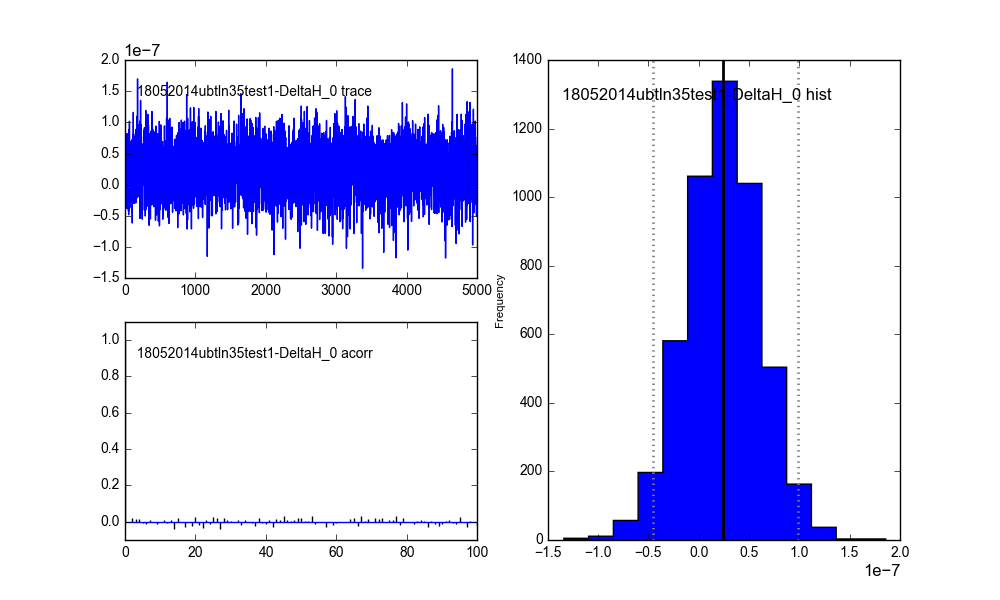 1e−7
2.0
1.5
1.0
0.5
0.0
−0.5
−1.0
−1.5
18052014ubtln35test1-DeltaH_0 trace
0 1000 2000 3000 4000 5000
1.0
0.8
0.6
0.4
0.2
0.0
18052014ubtln35test1-DeltaH_0 acorr
0 20 40 60 80 100
Frequency
1400
1200
1000
800
600
400
200
0
18052014ubtln35test1-DeltaH_0 hist
−1.5 −1.0 −0.5 0.0 0.5 1.0 1.5 2.0
1e−7